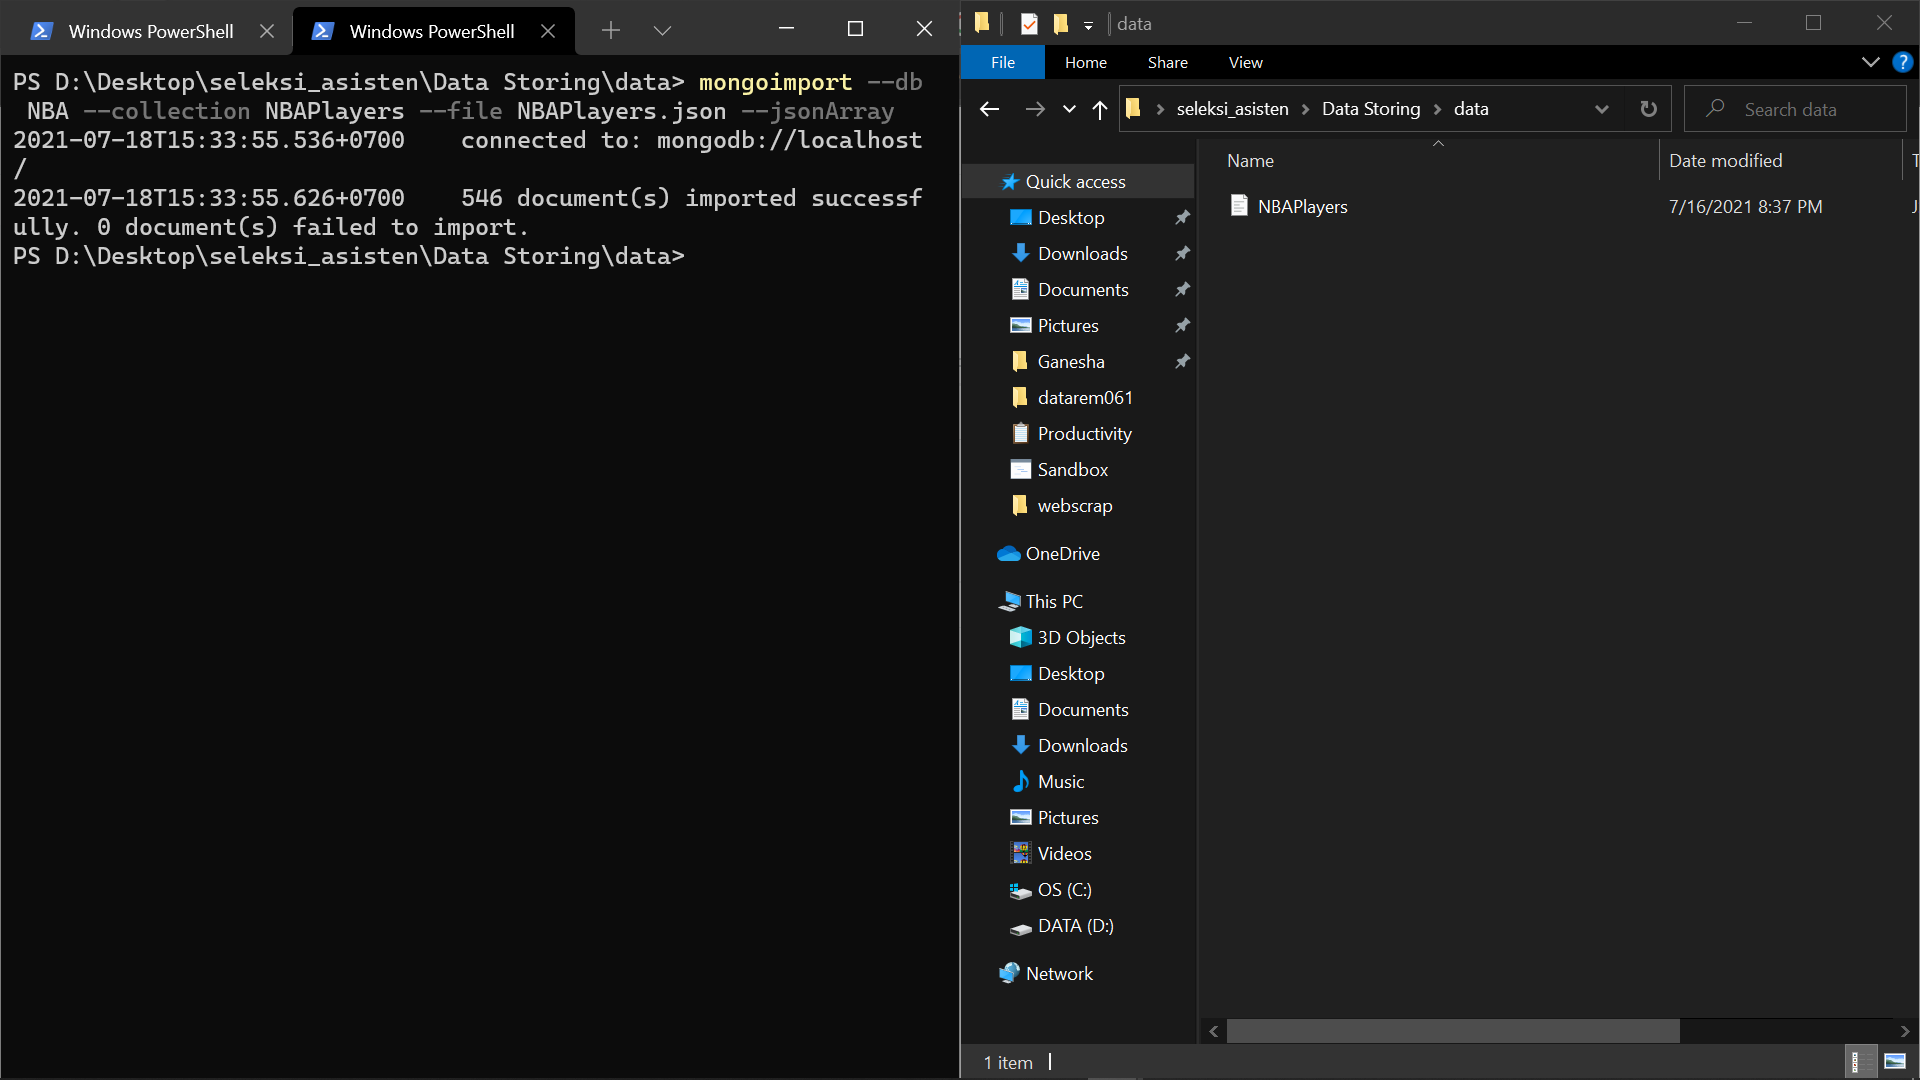 Windows PowerShell
Windows PowerShell
PS D:\Desktop\seleksi_asisten\Data Storing\data> mongoimport --db
NBA --collection NBAPlayers --file NBAPlayers.json --jsonArray
2021-07-18T15:33:55.536+0700    connected to: mongodb://localhost
/
2021-07-18T15:33:55.626+0700    546 document(s) imported successf
ully. 0 document(s) failed to import.
PS D:\Desktop\seleksi_asisten\Data Storing\data>
data
File Home Share View
seleksi_asisten > Data Storing > data
Search data
Name Date modified T
NBAPlayers 7/16/2021 8:37 PM J
Quick access
Desktop
Downloads
Documents
Pictures
Ganesha
datarem061
Productivity
Sandbox
webscrap
OneDrive
This PC
3D Objects
Desktop
Documents
Downloads
Music
Pictures
Videos
OS (C:)
DATA (D:)
Network
1 item